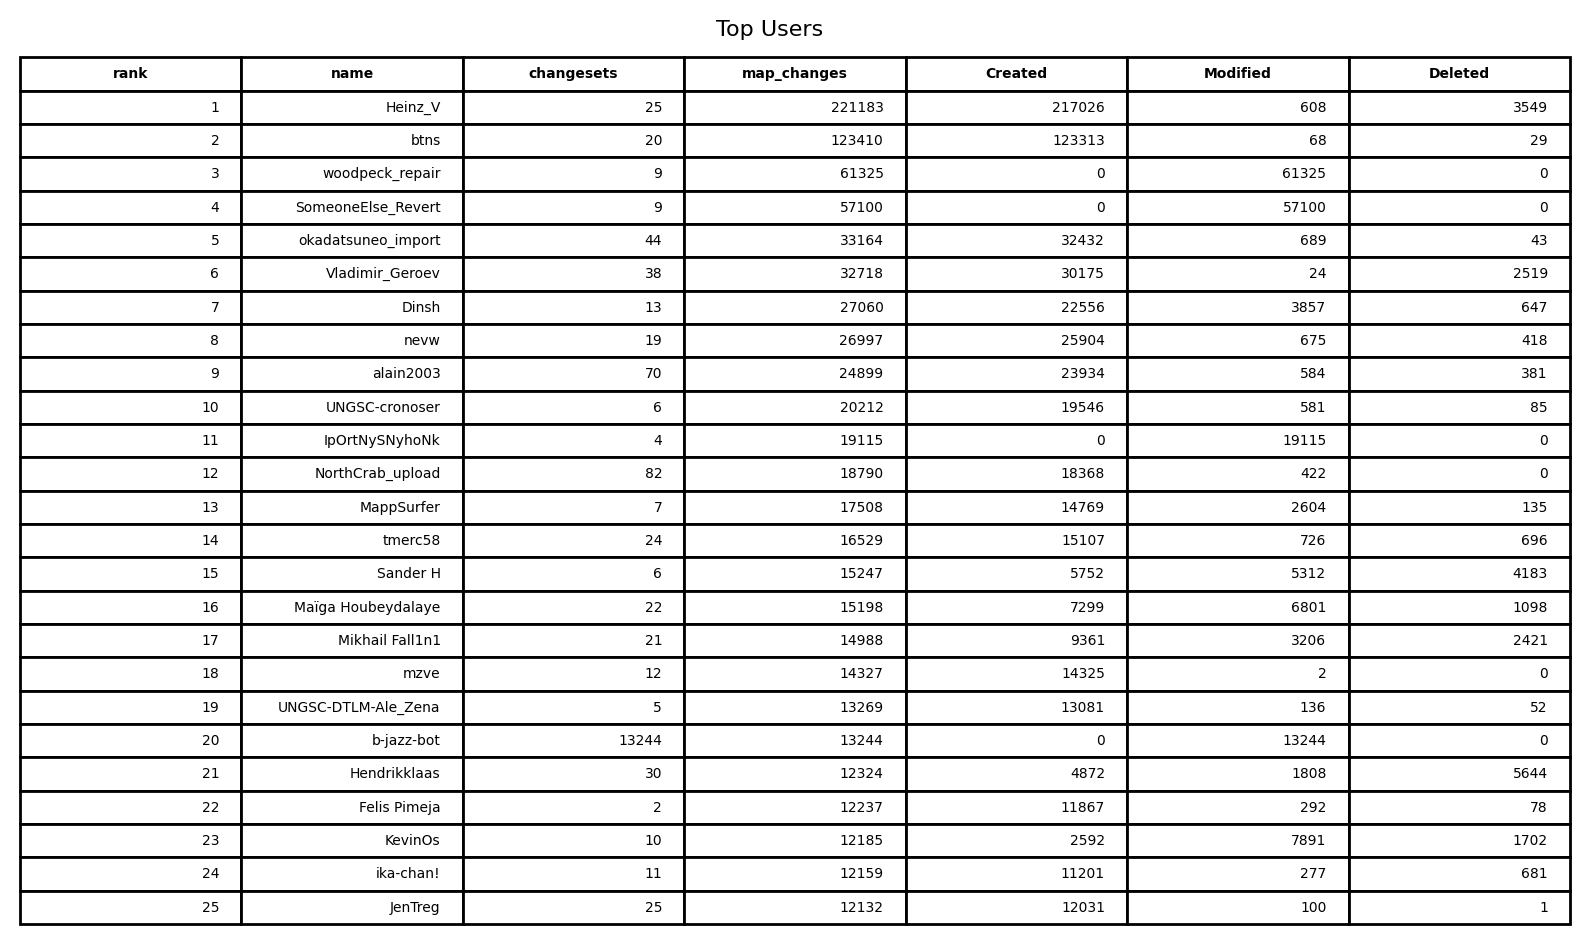 Top Users
rank name changesets map_changes Created Modified Deleted
1 Heinz_V 25 221183 217026 608 3549
2 btns 20 123410 123313 68 29
3 woodpeck_repair 9 61325 0 61325 0
4 SomeoneElse_Revert 9 57100 0 57100 0
5 okadatsuneo_import 44 33164 32432 689 43
6 Vladimir_Geroev 38 32718 30175 24 2519
7 Dinsh 13 27060 22556 3857 647
8 nevw 19 26997 25904 675 418
9 alain2003 70 24899 23934 584 381
10 UNGSC-cronoser 6 20212 19546 581 85
11 IpOrtNySNyhoNk 4 19115 0 19115 0
12 NorthCrab_upload 82 18790 18368 422 0
13 MappSurfer 7 17508 14769 2604 135
14 tmerc58 24 16529 15107 726 696
15 Sander H 6 15247 5752 5312 4183
16 Maïga Houbeydalaye 22 15198 7299 6801 1098
17 Mikhail Fall1n1 21 14988 9361 3206 2421
18 mzve 12 14327 14325 2 0
19 UNGSC-DTLM-Ale_Zena 5 13269 13081 136 52
20 b-jazz-bot 13244 13244 0 13244 0
21 Hendrikklaas 30 12324 4872 1808 5644
22 Felis Pimeja 2 12237 11867 292 78
23 KevinOs 10 12185 2592 7891 1702
24 ika-chan! 11 12159 11201 277 681
25 JenTreg 25 12132 12031 100 1